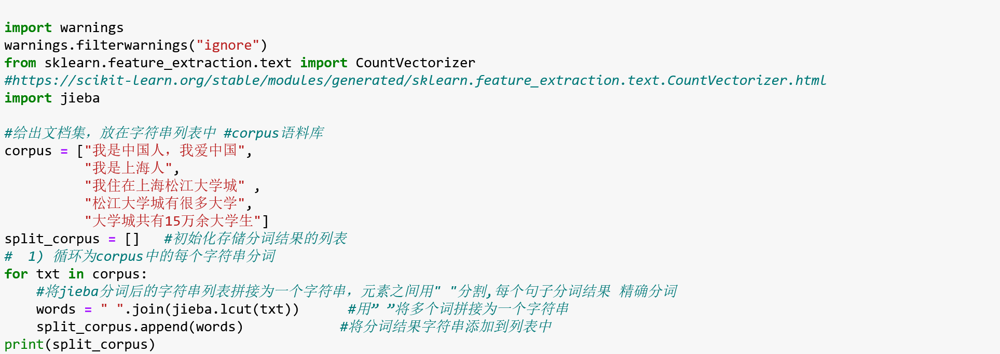 import warnings
warnings.filterwarnings("ignore")
from sklearn.feature_extraction.text import CountVectorizer
#https://scikit-learn.org/stable/modules/generated/sklearn.feature_extraction.text.CountVectorizer.html
import jieba
#给出文档集，放在字符串列表中 #corpus语料库
corpus = ["我是中国人，我爱中国",
"我是上海人",
"我住在上海松江大学城" ,
"松江大学城有很多大学",
"大学城共有15万余大学生"]
split_corpus = []   #初始化存储分词结果的列表
#  1) 循环为corpus中的每个字符串分词
for txt in corpus:
    #将jieba分词后的字符串列表拼接为一个字符串，元素之间用" "分割,每个句子分词结果 精确分词
    words = " ".join(jieba.lcut(txt))      #用” ”将多个词拼接为一个字符串
    split_corpus.append(words)            #将分词结果字符串添加到列表中
print(split_corpus)